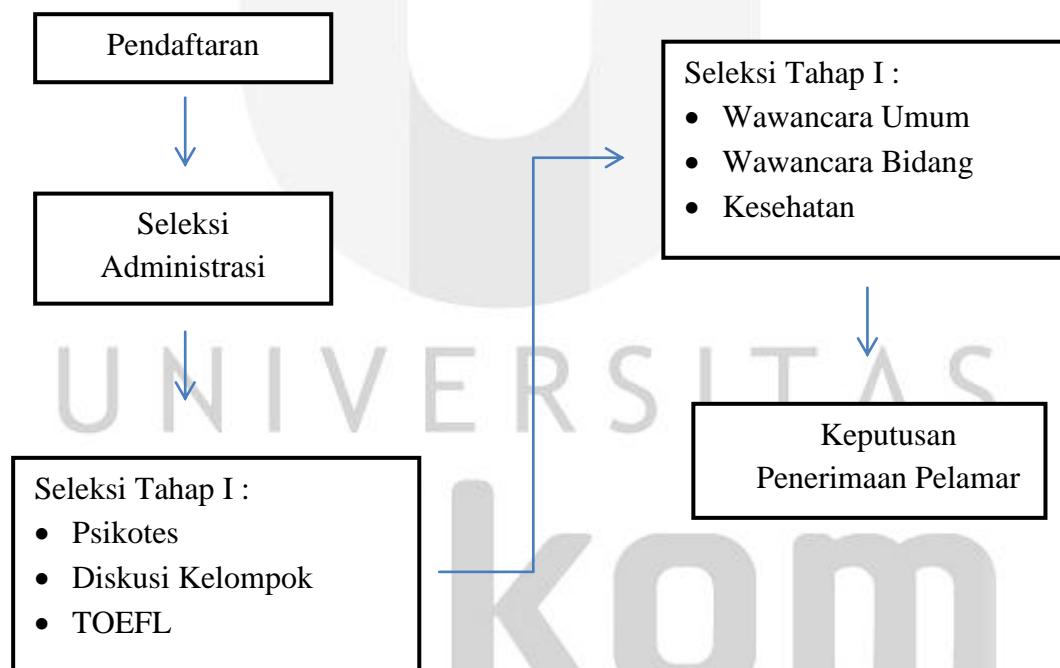 Pendaftaran
Seleksi
Administrasi
Seleksi Tahap I :
• Psikotes
• Diskusi Kelompok
• TOEFL
Seleksi Tahap I :
• Wawancara Umum
• Wawancara Bidang
• Kesehatan
Keputusan
Penerimaan Pelamar
UNIVERSITAS
kom